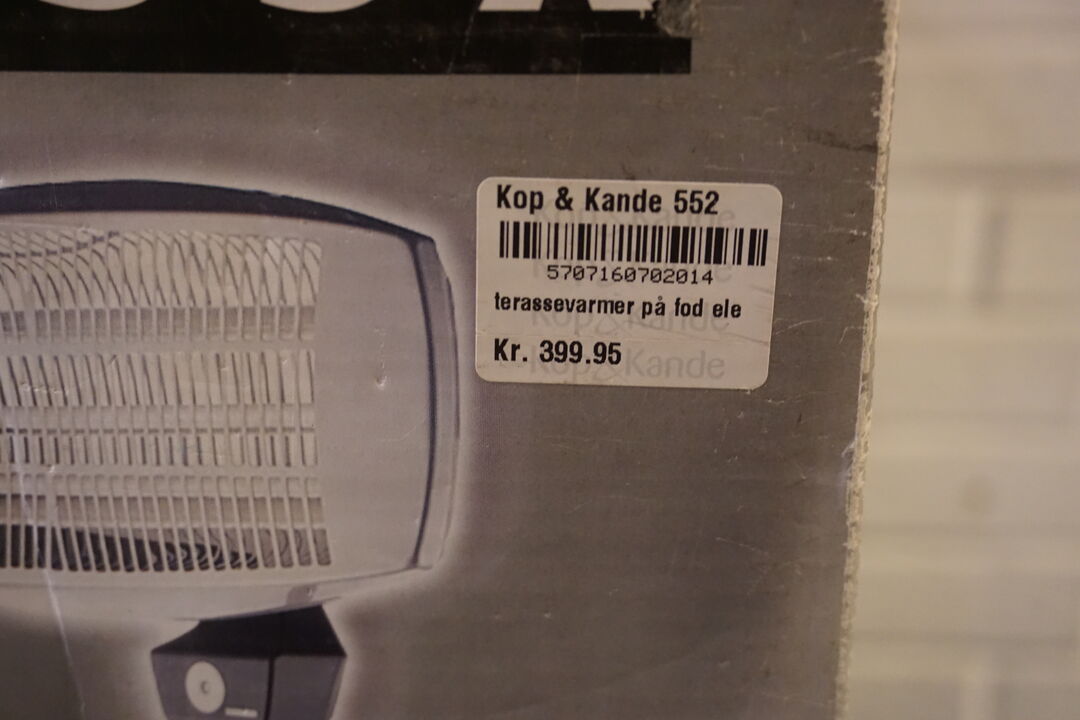 Kop & Kande 552
5707160702014
terassevarmer på fod ele
Kr. 399.95